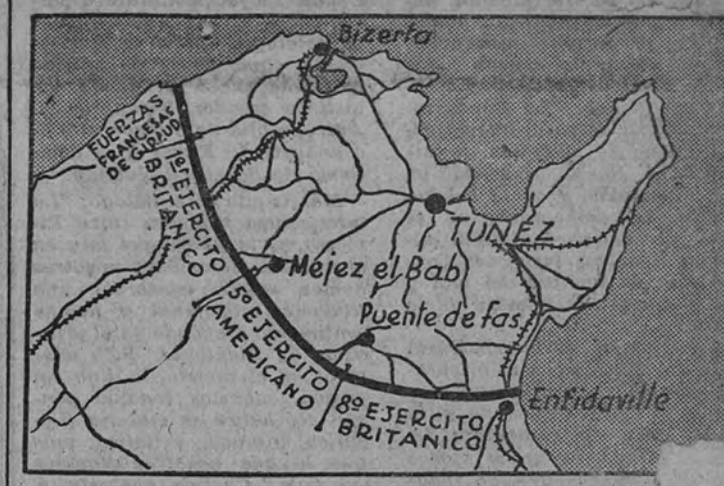 Bizerta
FUERZAS
FRANCESAS
DE GIRAUD
1er EJERCITO
BRITANICO
TUNEZ
Mejez el Bab
5º EJERCITO
AMERICANO
Puente de fas.
8º EJERCITO
BRITANICO
Enfidaville